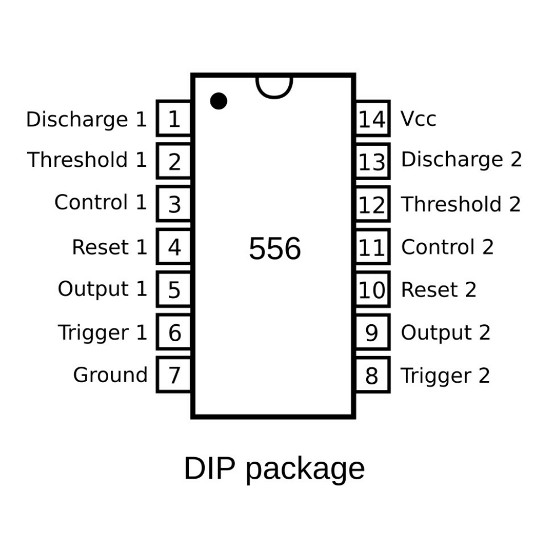 Discharge 1 1 14 Vcc
Threshold 1 2 13 Discharge 2
Control 1 3 12 Threshold 2
Reset 1 4 556 11 Control 2
Output 1 5 10 Reset 2
Trigger 1 6 9 Output 2
Ground 7 8 Trigger 2
DIP package